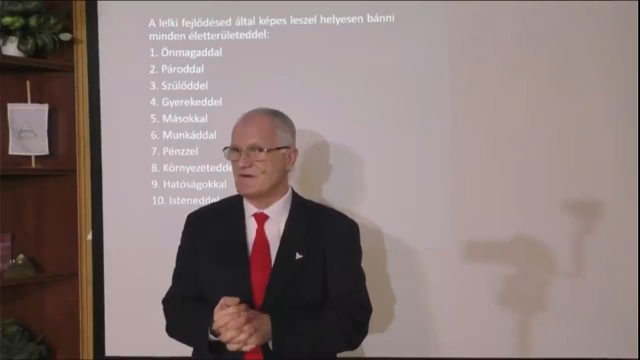 A lelki fejlődésed által képes leszel helyesen bánni
minden életterületeddel:
1. Önmagaddal
2. Pároddal
3. Szülőddel
4. Gyerekeddel
5. Másokkal
6. Munkáddal
7. Pénzzel
8. Környezetedde
9. Hatóságokkal
10. Isteneddel